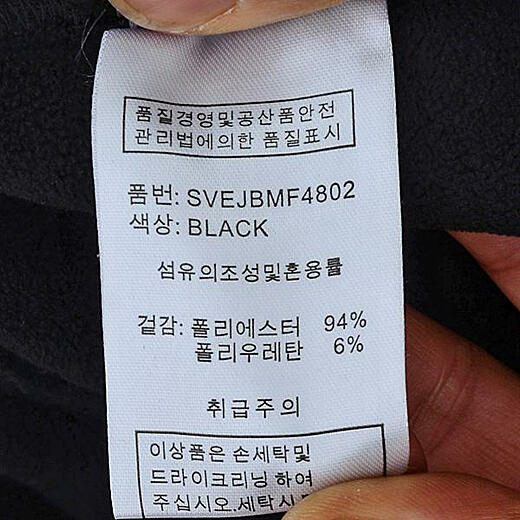 품질경영및공산품안전
관리법에의한 품질표시
품번: SVEJBMF4802
색상: BLACK
섬유의조성및혼용률
겉감: 폴리에스터 94%
폴리우레탄 6%
취급주의
이상품은 손세탁및
드라이크리닝 하여
주십시오.세탁시